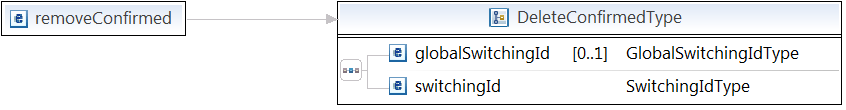 removeConfirmed
DeleteConfirmedType
globalSwitchingId [0..1] GlobalSwitchingIdType
switchingId SwitchingIdType